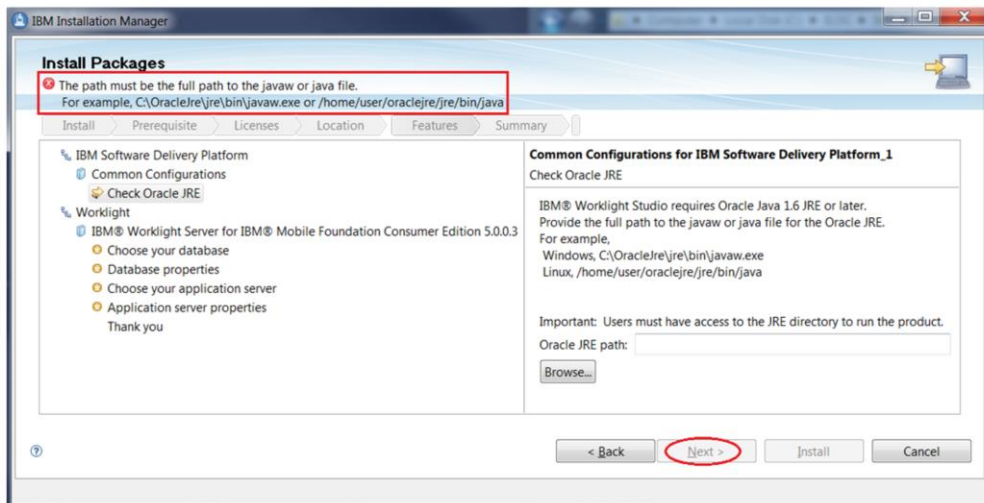 IBM Installation Manager
Install Packages
The path must be the full path to the javaw or java file.
For example, C:\OracleJre\jre\bin\javaw.exe or /home/user/oraclejre/jre/bin/java
Install Prerequisite Licenses Location Features Summary
IBM Software Delivery Platform
Common Configurations
Check Oracle JRE
Worklight
IBM® Worklight Server for IBM® Mobile Foundation Consumer Edition 5.0.0.3
Choose your database
Database properties
Choose your application server
Application server properties
Thank you
Common Configurations for IBM Software Delivery Platform_1
Check Oracle JRE
IBM® Worklight Studio requires Oracle Java 1.6 JRE or later.
Provide the full path to the javaw or java file for the Oracle JRE.
For example,
Windows, C:\OracleJre\jre\bin\javaw.exe
Linux, /home/user/oraclejre/jre/bin/java
Important: Users must have access to the JRE directory to run the product.
Oracle JRE path:
Browse...
? < Back Next > Install Cancel